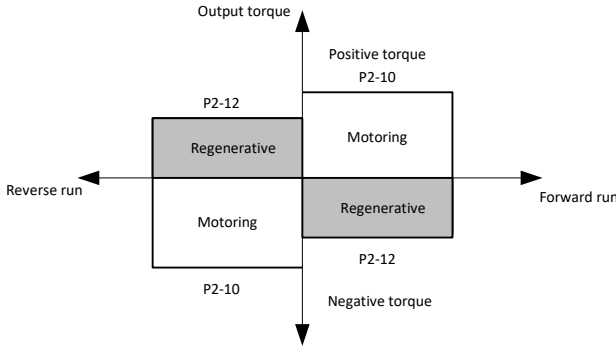 Output torque
Positive torque
P2-10
P2-12
Motoring
Regenerative
Reverse run
Forward run
Regenerative
Motoring
P2-12
P2-10
Negative torque